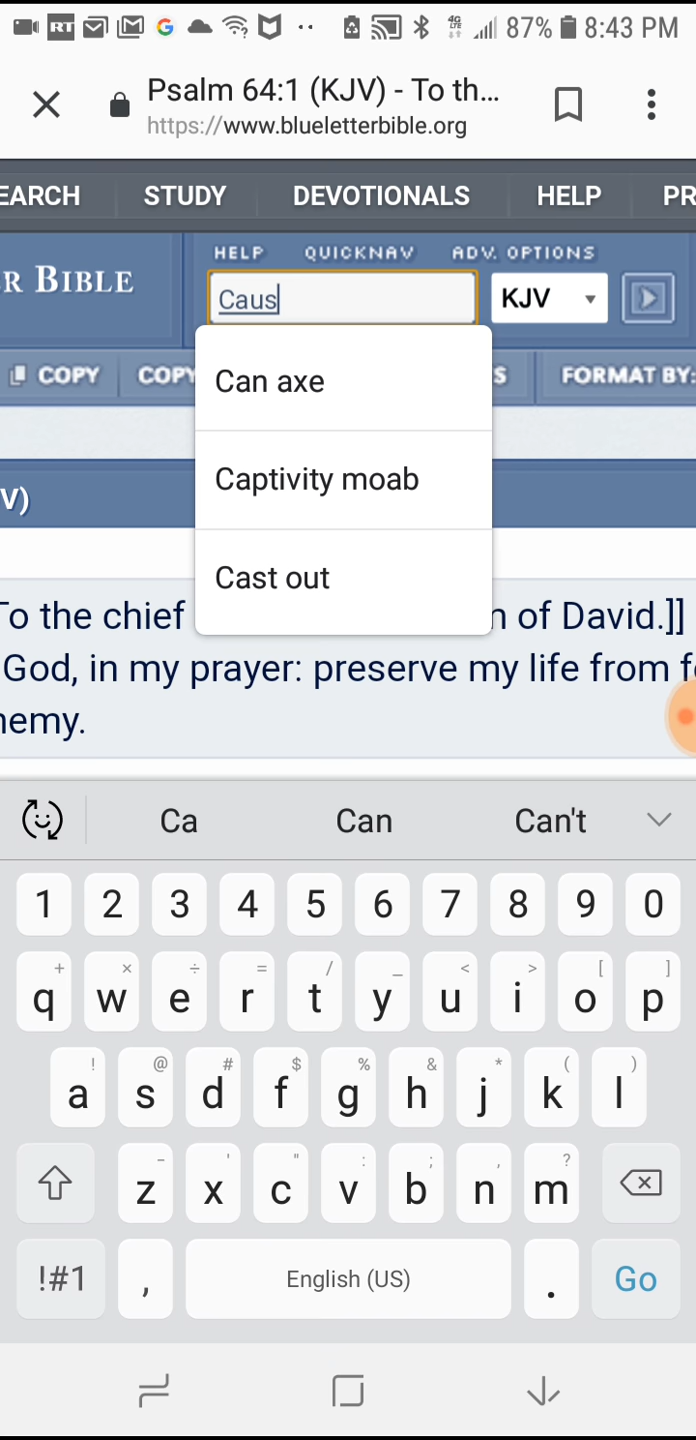 RT 4G LTE 87% 8:43 PM
Psalm 64:1 (KJV) - To th...
https://www.blueletterbible.org
EARCH STUDY DEVOTIONALS HELP PR
HELP QUICKNAV ADV. OPTIONS
R BIBLE
Caus KJV
COPY COPY S FORMAT BY:
Can axe
Captivity moab
Cast out
V)
To the chief n of David.]]
God, in my prayer: preserve my life from f
nemy.
Ca Can Can't
1 2 3 4 5 6 7 8 9 0
+ × ÷ = / _ < > [ ]
q w e r t y u i o p
! @ # $ % & * ( )
a s d f g h j k l
- ' " : ; , ?
z x c v b n m
!#1 , English (US) . Go